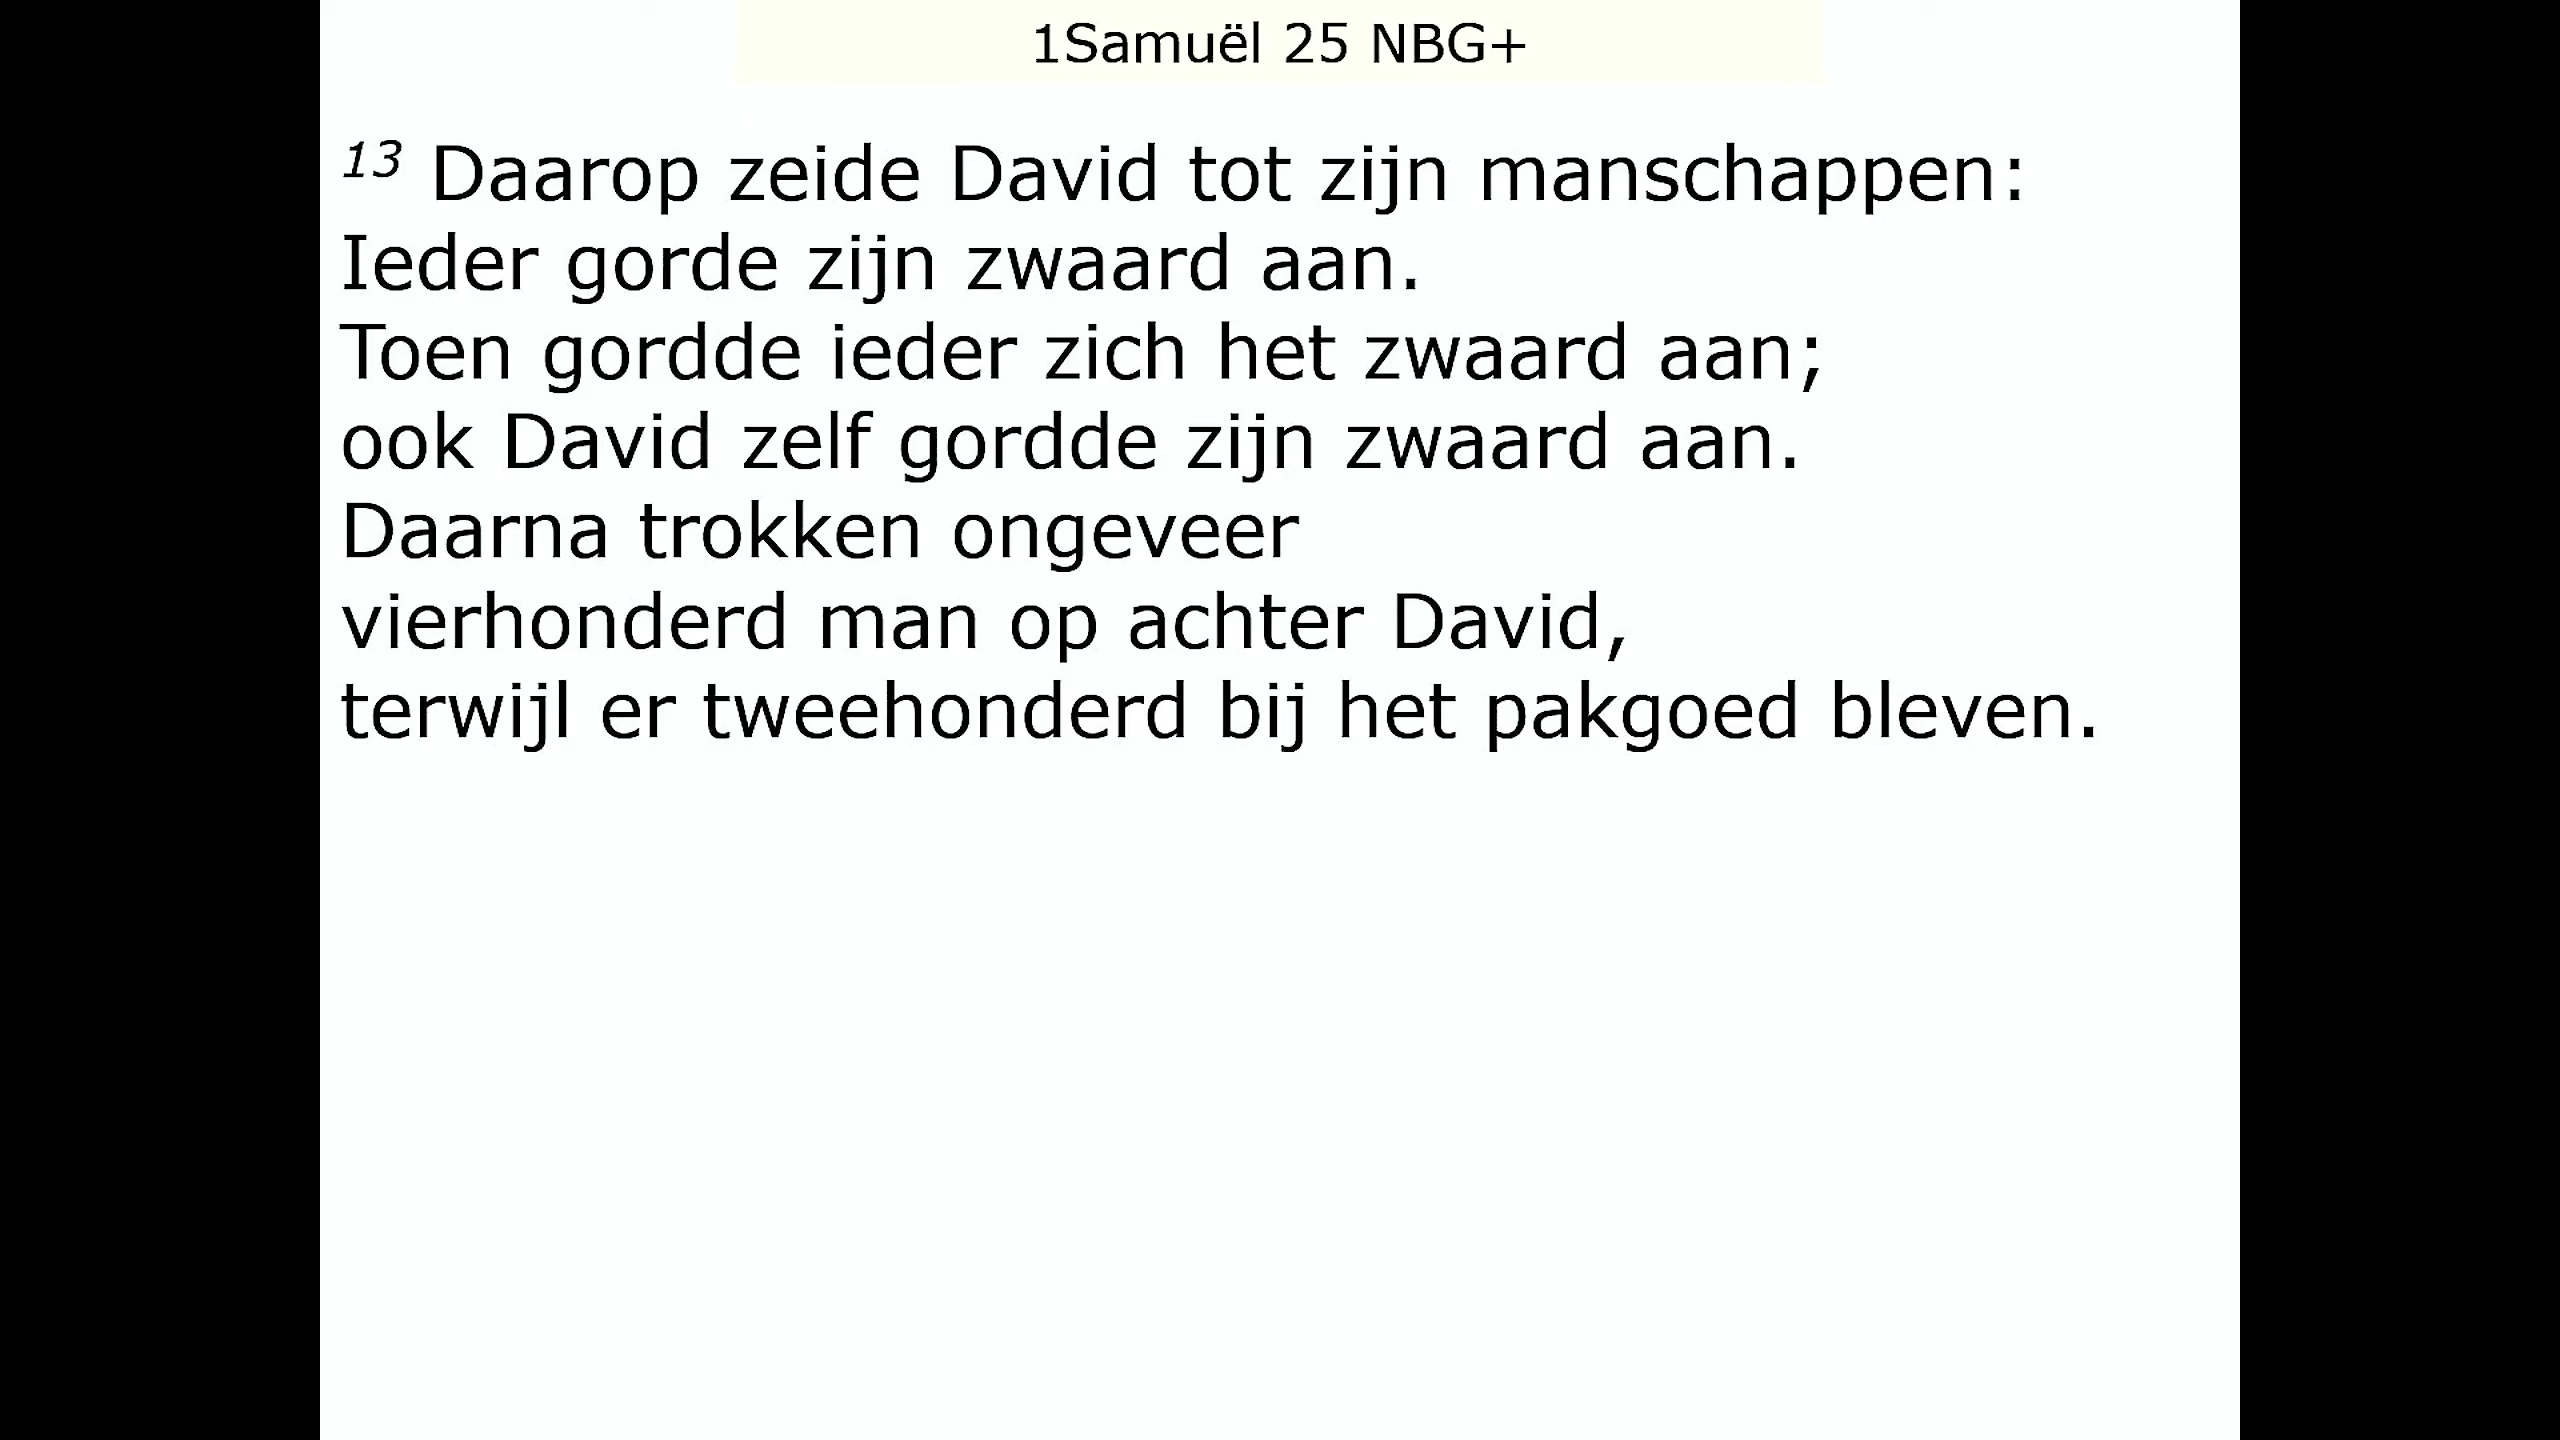 1Samuël 25 NBG+
13 Daarop zeide David tot zijn manschappen:
Ieder gorde zijn zwaard aan.
Toen gordde ieder zich het zwaard aan;
ook David zelf gordde zijn zwaard aan.
Daarna trokken ongeveer
vierhonderd man op achter David,
terwijl er tweehonderd bij het pakgoed bleven.